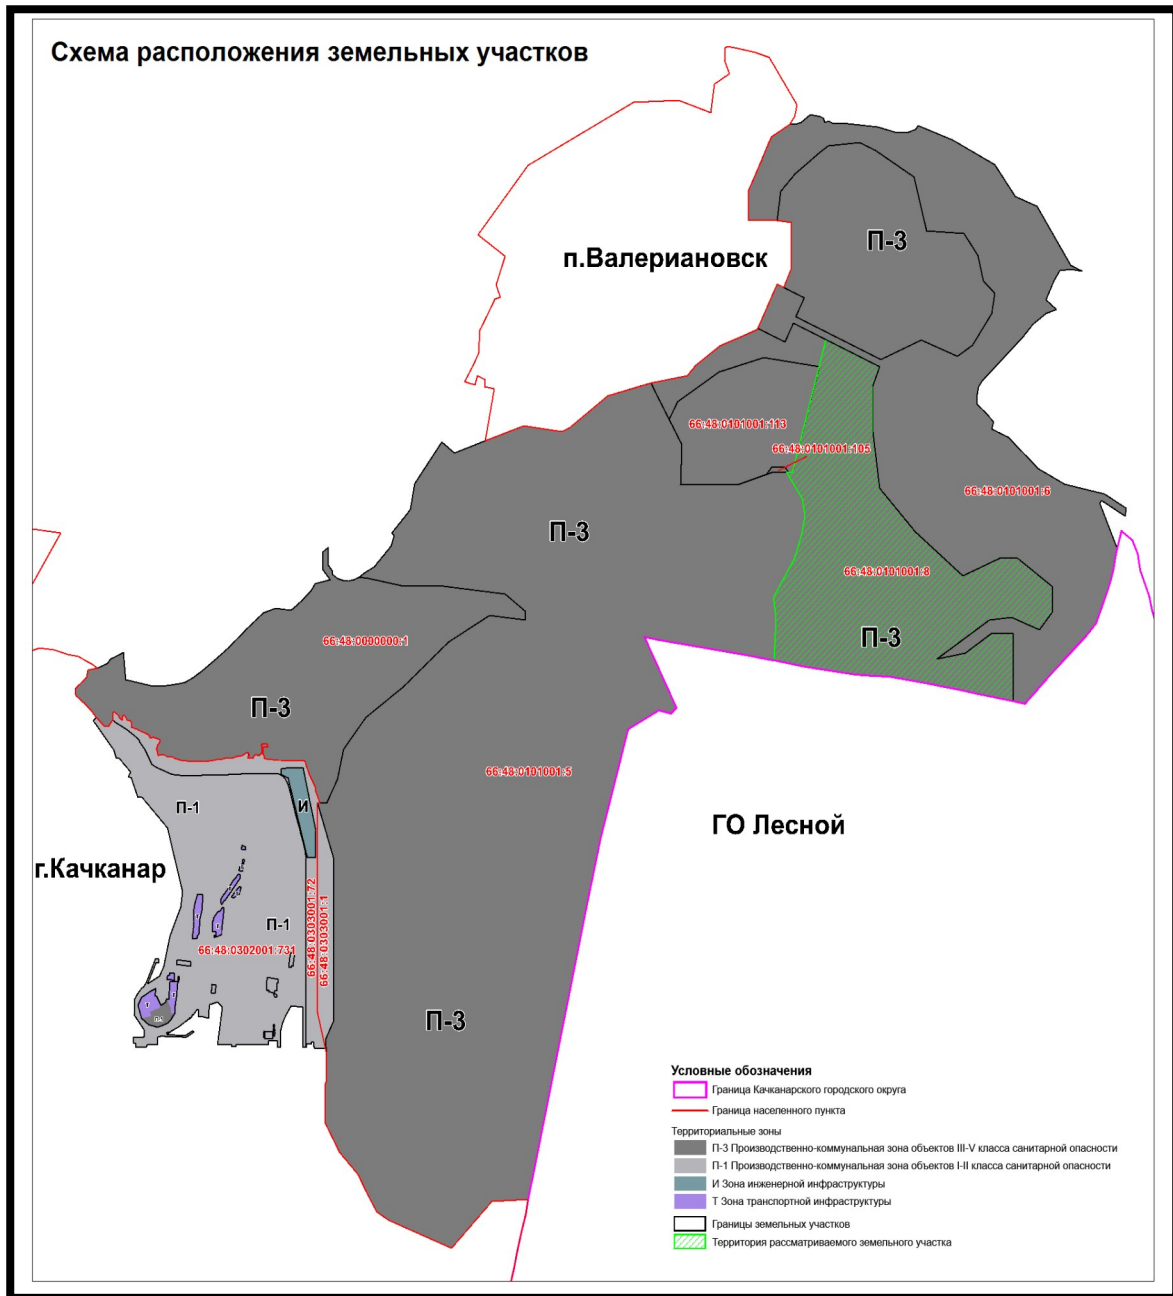 Схема расположения земельных участков
П-3
п.Валериановск
66:48:0101001:113
66:48:0101001:105
66:48:0101001:6
П-3
66:48:0101001:8
П-3
66:48:0000000:1
П-3
66:48:0101001:5
И
П-1
ГО Лесной
г.Качканар
66:48:0303001:72
66:48:0303001:1
П-1
66:48:0302001:731
П-3
Условные обозначения
Граница Качканарского городского округа
Граница населенного пункта
Территориальные зоны
П-3 Производственно-коммунальная зона объектов III-V класса санитарной опасности
П-1 Производственно-коммунальная зона объектов I-II класса санитарной опасности
И Зона инженерной инфраструктуры
Т Зона транспортной инфраструктуры
Границы земельных участков
Территория рассматриваемого земельного участка